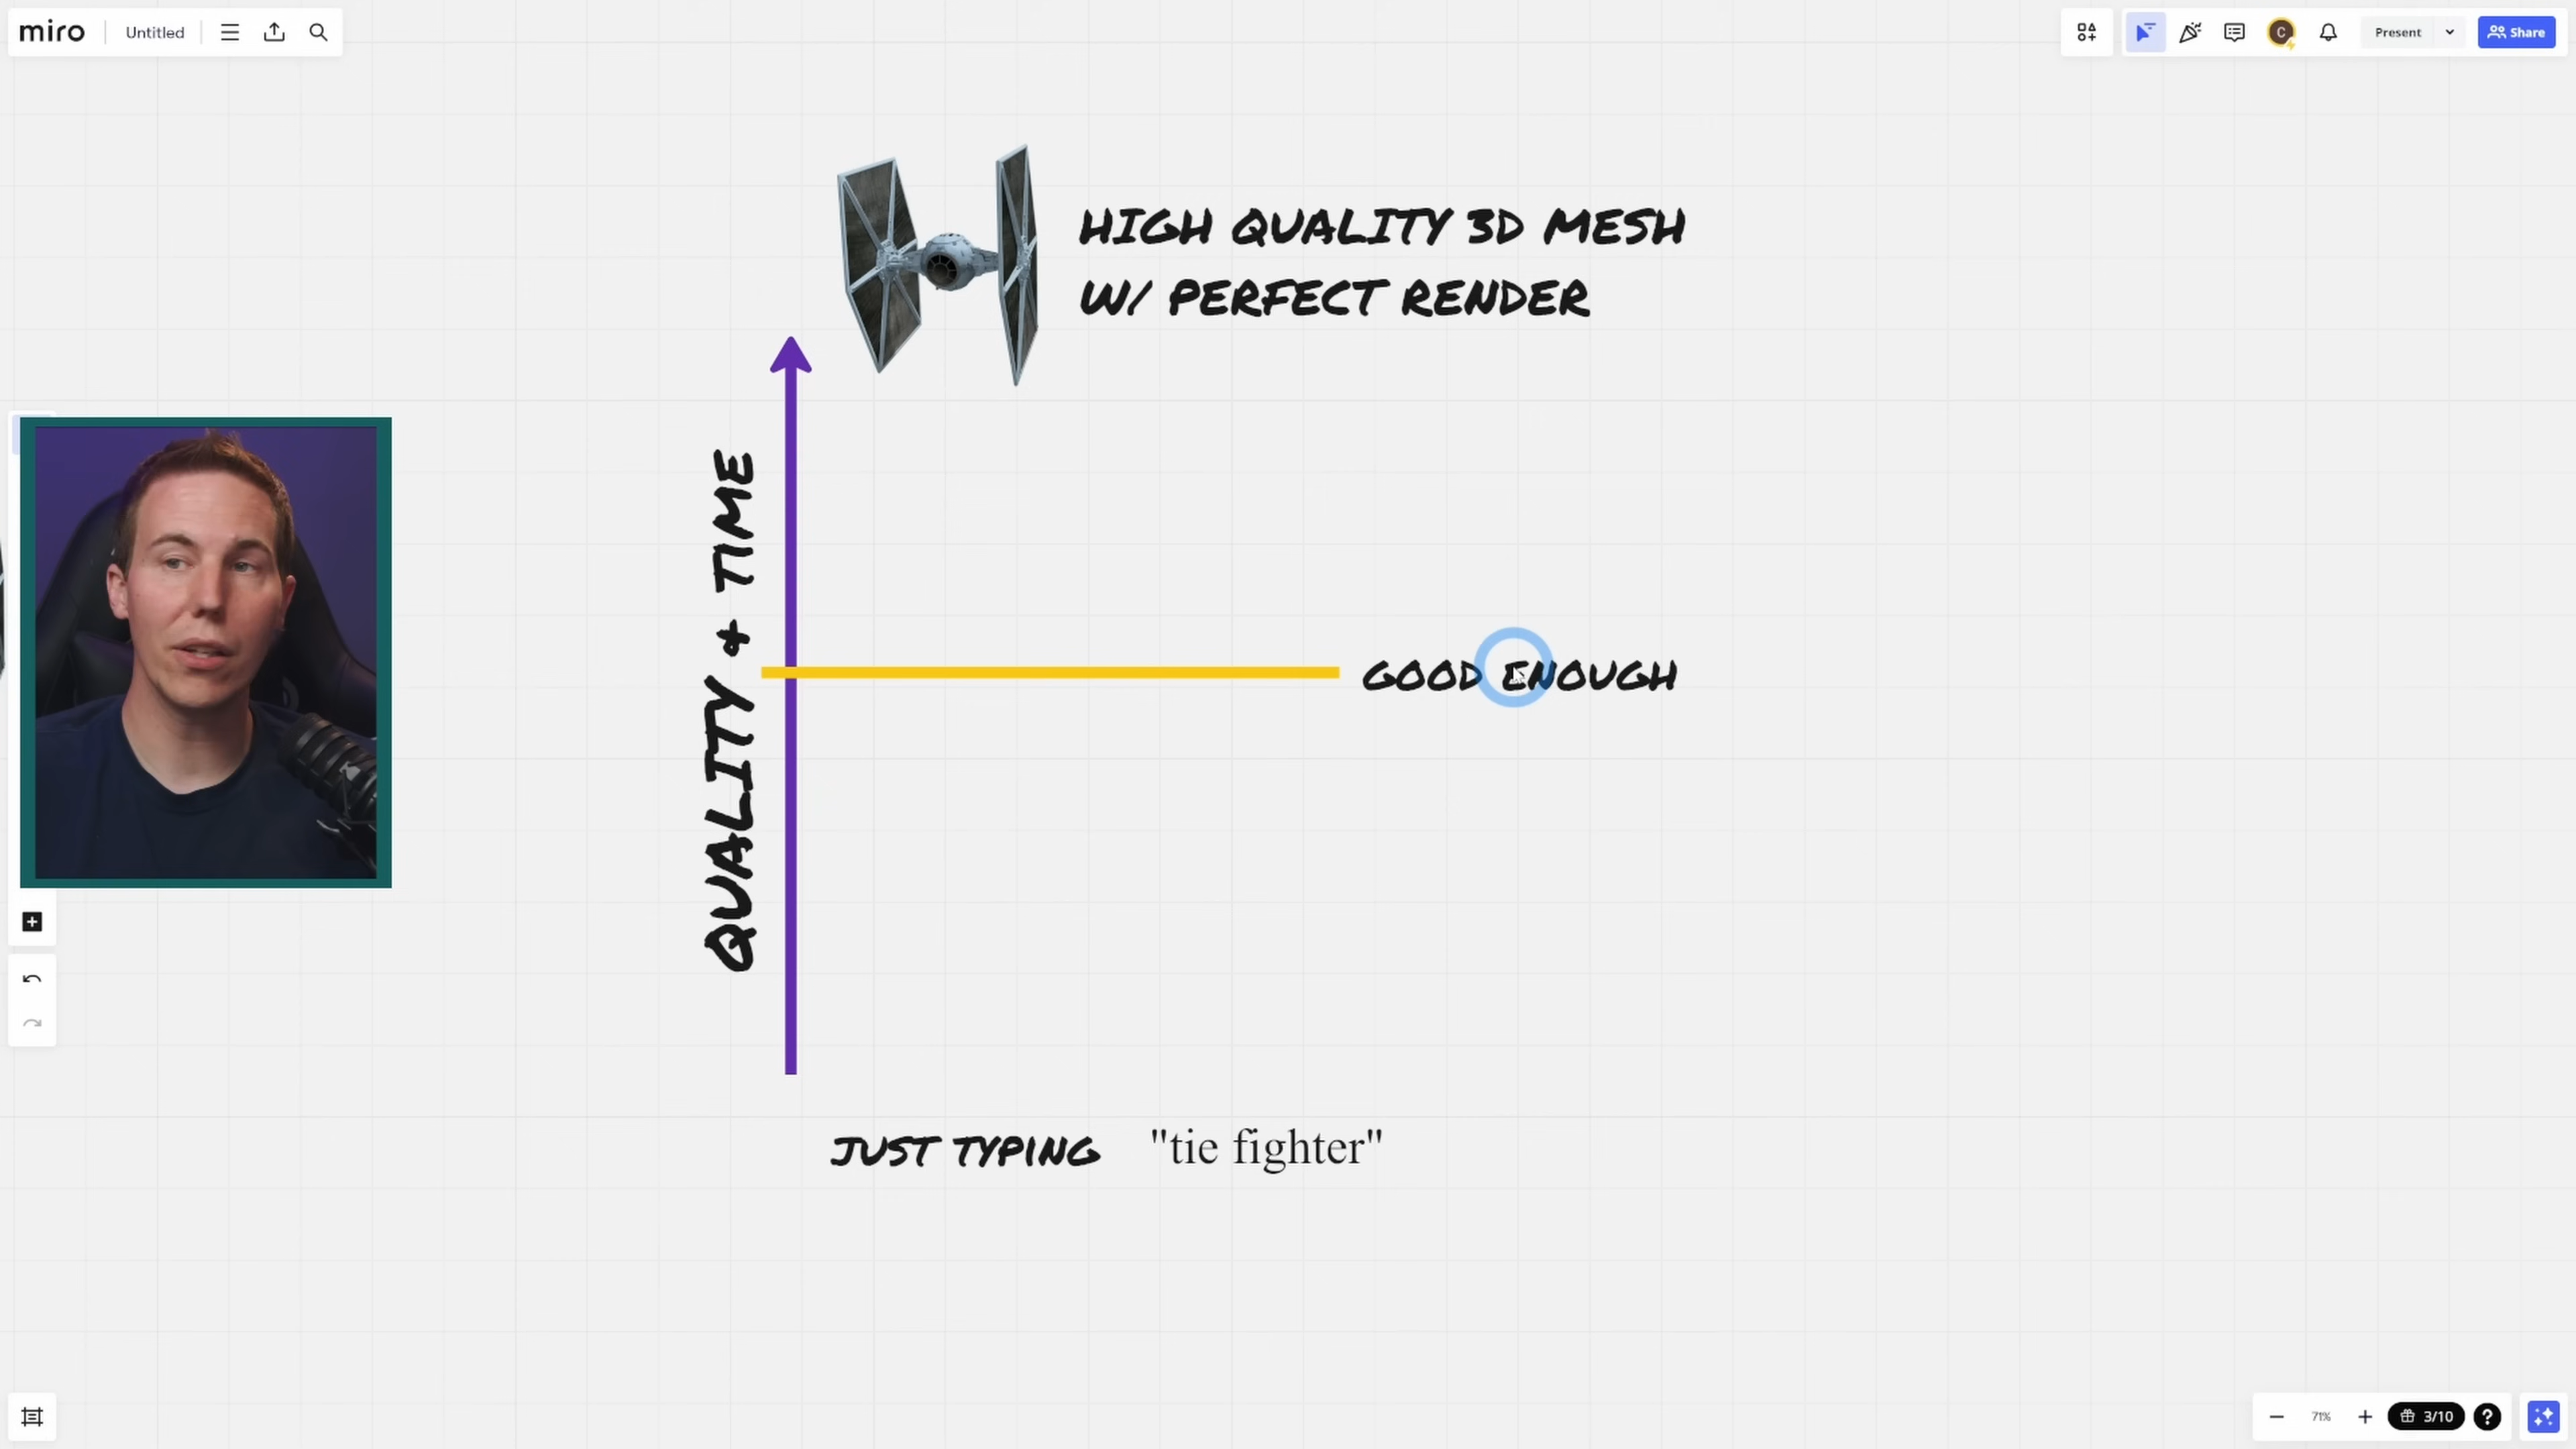 miro
Untitled
C
Present
Share
HIGH QUALITY 3D MESH
W/ PERFECT RENDER
QUALITY + TIME
GOOD ENOUGH
JUST TYPING "tie fighter"
71%
3/10
?